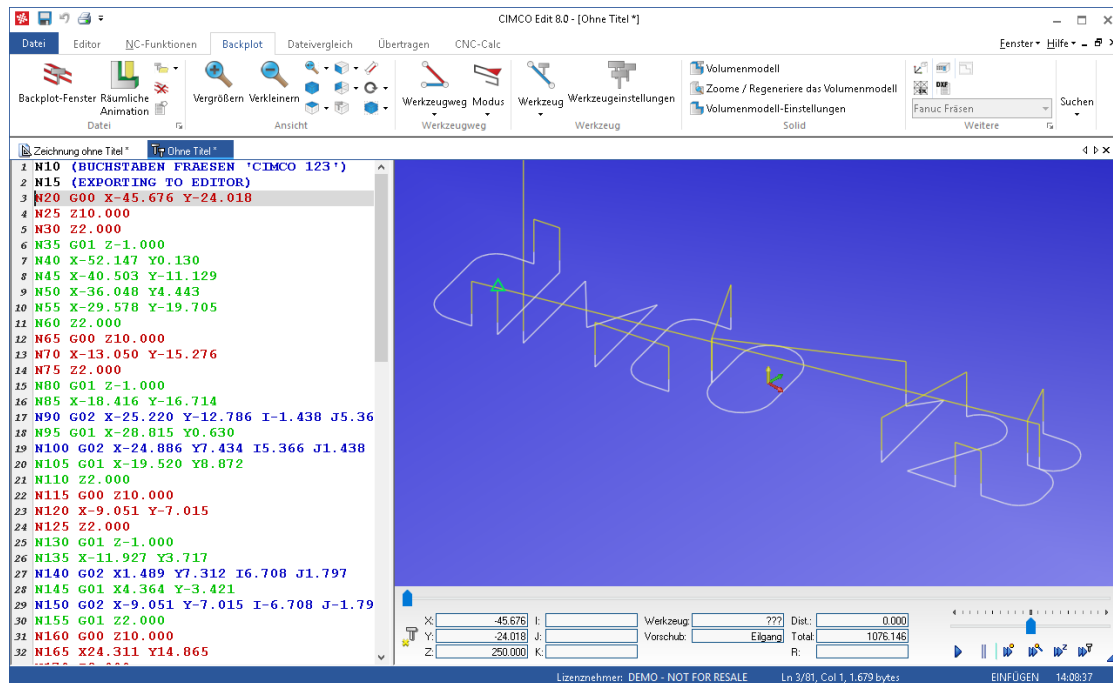 CIMCO Edit 8.0 - [Ohne Titel *]
Datei Editor NC-Funktionen Backplot Dateivergleich Übertragen CNC-Calc Fenster Hilfe
Backplot-Fenster Räumliche Animation Vergrößern Verkleinern Werkzeugweg Modus Werkzeug Werkzeugeinstellungen
Volumenmodell
Zoome / Regeneriere das Volumenmodell
Volumenmodell-Einstellungen
DXF
Fanuc Fräsen
Suchen
Datei Ansicht Werkzeugweg Werkzeug Solid Weitere
Zeichnung ohne Titel * Ohne Titel *
1 N10 (BUCHSTABEN FRAESEN 'CIMCO 123')
2 N15 (EXPORTING TO EDITOR)
3 N20 G00 X-45.676 Y-24.018
4 N25 Z10.000
5 N30 Z2.000
6 N35 G01 Z-1.000
7 N40 X-52.147 Y0.130
8 N45 X-40.503 Y-11.129
9 N50 X-36.048 Y4.443
10 N55 X-29.578 Y-19.705
11 N60 Z2.000
12 N65 G00 Z10.000
13 N70 X-13.050 Y-15.276
14 N75 Z2.000
15 N80 G01 Z-1.000
16 N85 X-18.416 Y-16.714
17 N90 G02 X-25.220 Y-12.786 I-1.438 J5.36
18 N95 G01 X-28.815 Y0.630
19 N100 G02 X-24.886 Y7.434 I5.366 J1.438
20 N105 G01 X-19.520 Y8.872
21 N110 Z2.000
22 N115 G00 Z10.000
23 N120 X-9.051 Y-7.015
24 N125 Z2.000
25 N130 G01 Z-1.000
26 N135 X-11.927 Y3.717
27 N140 G02 X1.489 Y7.312 I6.708 J1.797
28 N145 G01 X4.364 Y-3.421
29 N150 G02 X-9.051 Y-7.015 I-6.708 J-1.79
30 N155 G01 Z2.000
31 N160 G00 Z10.000
32 N165 X24.311 Y14.865
X: -45.676 I: Werkzeug: ??? Dist.: 0.000
Y: -24.018 J: Vorschub: Eilgang Total: 1076.146
Z: 250.000 K: R:
Lizenznehmer: DEMO - NOT FOR RESALE Ln 3/81, Col 1, 1.679 bytes EINFÜGEN 14:08:37